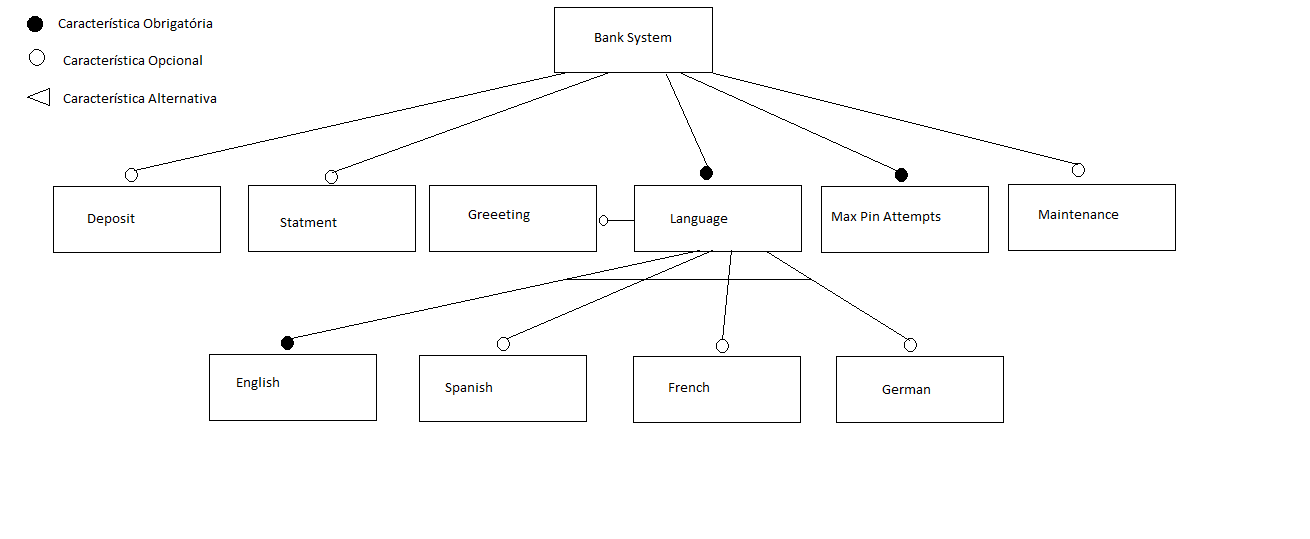 Característica Obrigatória
Característica Opcional
Característica Alternativa
Bank System
Deposit
Statment
Greeeting
Language
Max Pin Attempts
Maintenance
English
Spanish
French
German